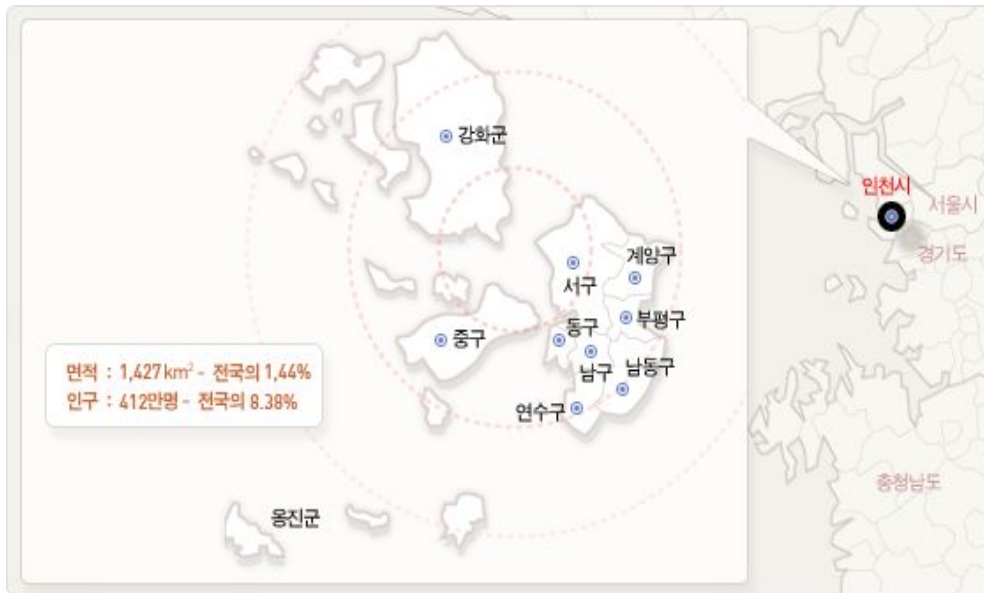 강화군
인천시
서울시
계양구
경기도
서구
부평구
동구
중구
남구
남동구
면적 : 1,427km² - 전국의 1,44%
인구 : 412만명 - 전국의 8.38%
연수구
충청남도
옹진군